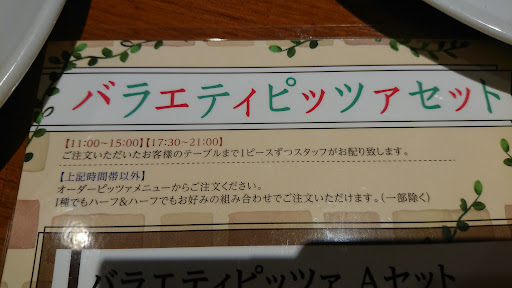 バラエティピッツァセット
【11:00~15:00】【17:30~21:00】
ご注文いただいたお客様のテーブルまで1ピースずつスタッフがお配り致します。
【上記時間帯以外】
オーダーピッツァメニューからご注文ください。
1種でもハーフ&ハーフでもお好みの組み合わせでご注文いただけます。(一部除く)
バラエティピッツァ Aセット